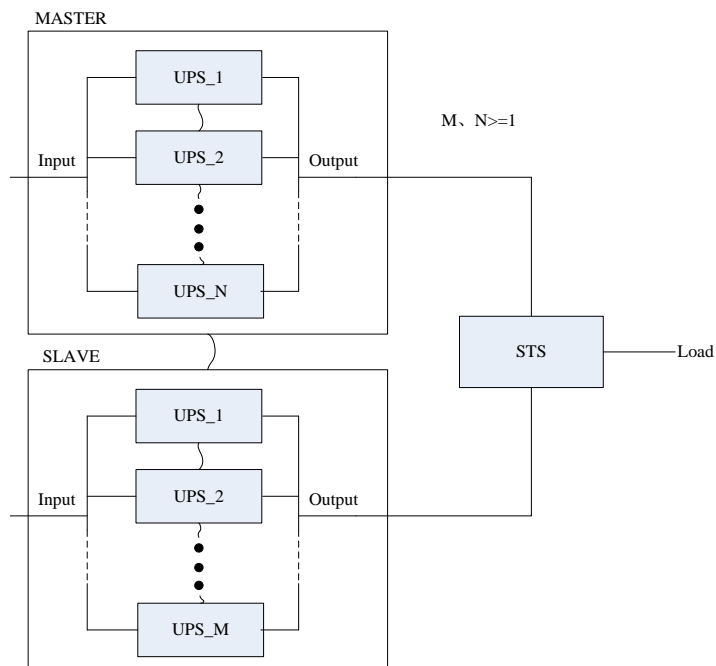 MASTER
UPS_1
M、N>=1
UPS_2
Input
Output
UPS_N
STS
Load
SLAVE
UPS_1
UPS_2
Input
Output
UPS_M